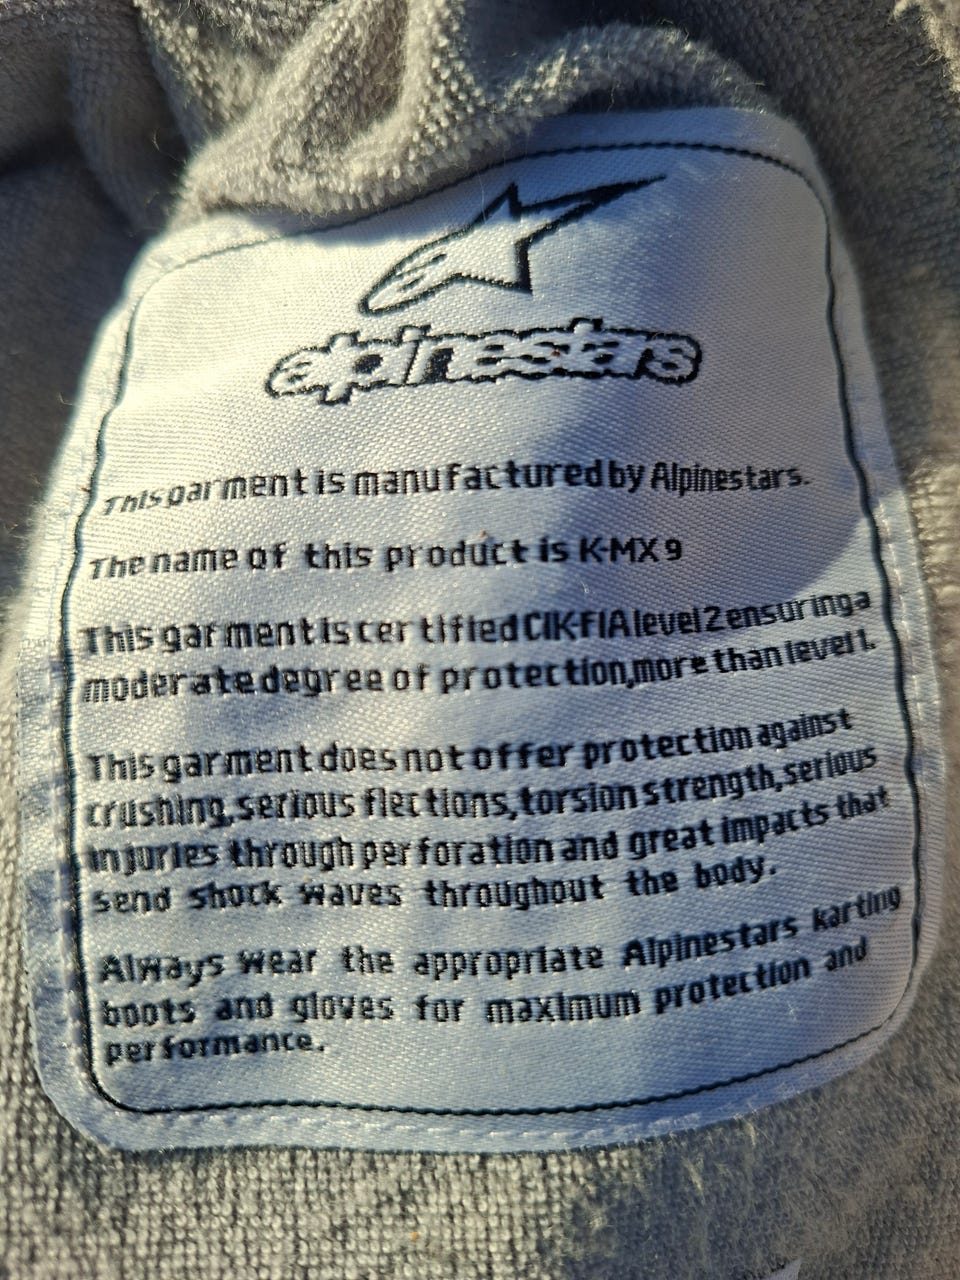 alpinestars
This garment is manufactured by Alpinestars.
The name of this product is K-MX 9
This garment is certified CIK-FIA level 2 ensuring a
moderate degree of protection, more than level 1.
This garment does not offer protection against
crushing, serious flections, torsion strength, serious
injuries through perforation and great impacts that
send shock waves throughout the body.
Always wear the appropriate Alpinestars karting
boots and gloves for maximum protection and
performance.